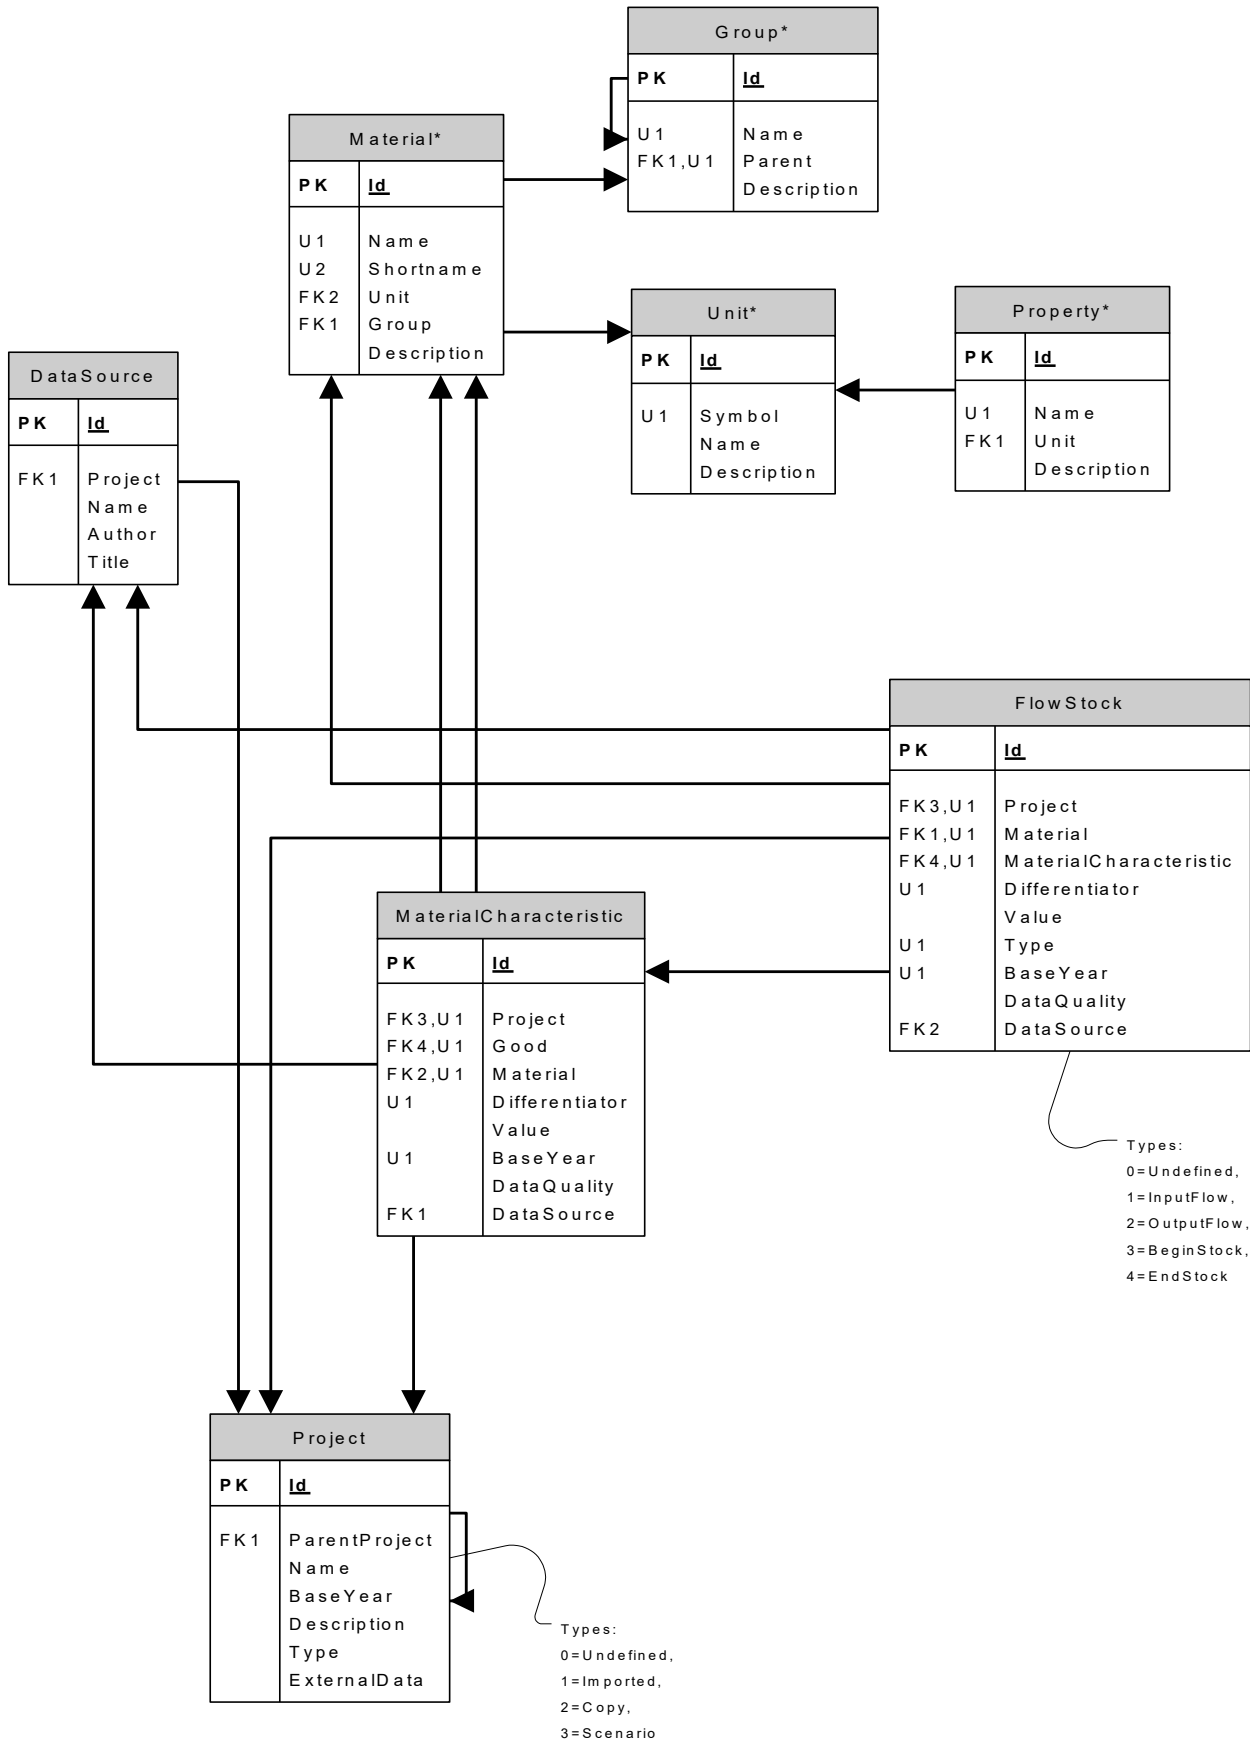 Group*
PK Id
U1 Name
FK1,U1 Parent
Description
Material*
PK Id
U1 Name
U2 Shortname
FK2 Unit
FK1 Group
Description
Unit*
PK Id
U1 Symbol
Name
Description
Property*
PK Id
U1 Name
FK1 Unit
Description
DataSource
PK Id
FK1 Project
Name
Author
Title
FlowStock
PK Id
FK3,U1 Project
FK1,U1 Material
FK4,U1 MaterialCharacteristic
U1 Differentiator
Value
U1 Type
U1 BaseYear
DataQuality
FK2 DataSource
Types:
0=Undefined,
1=InputFlow,
2=OutputFlow,
3=BeginStock,
4=EndStock
MaterialCharacteristic
PK Id
FK3,U1 Project
FK4,U1 Good
FK2,U1 Material
U1 Differentiator
Value
U1 BaseYear
DataQuality
FK1 DataSource
Project
PK Id
FK1 ParentProject
Name
BaseYear
Description
Type
ExternalData
Types:
0=Undefined,
1=Imported,
2=Copy,
3=Scenario